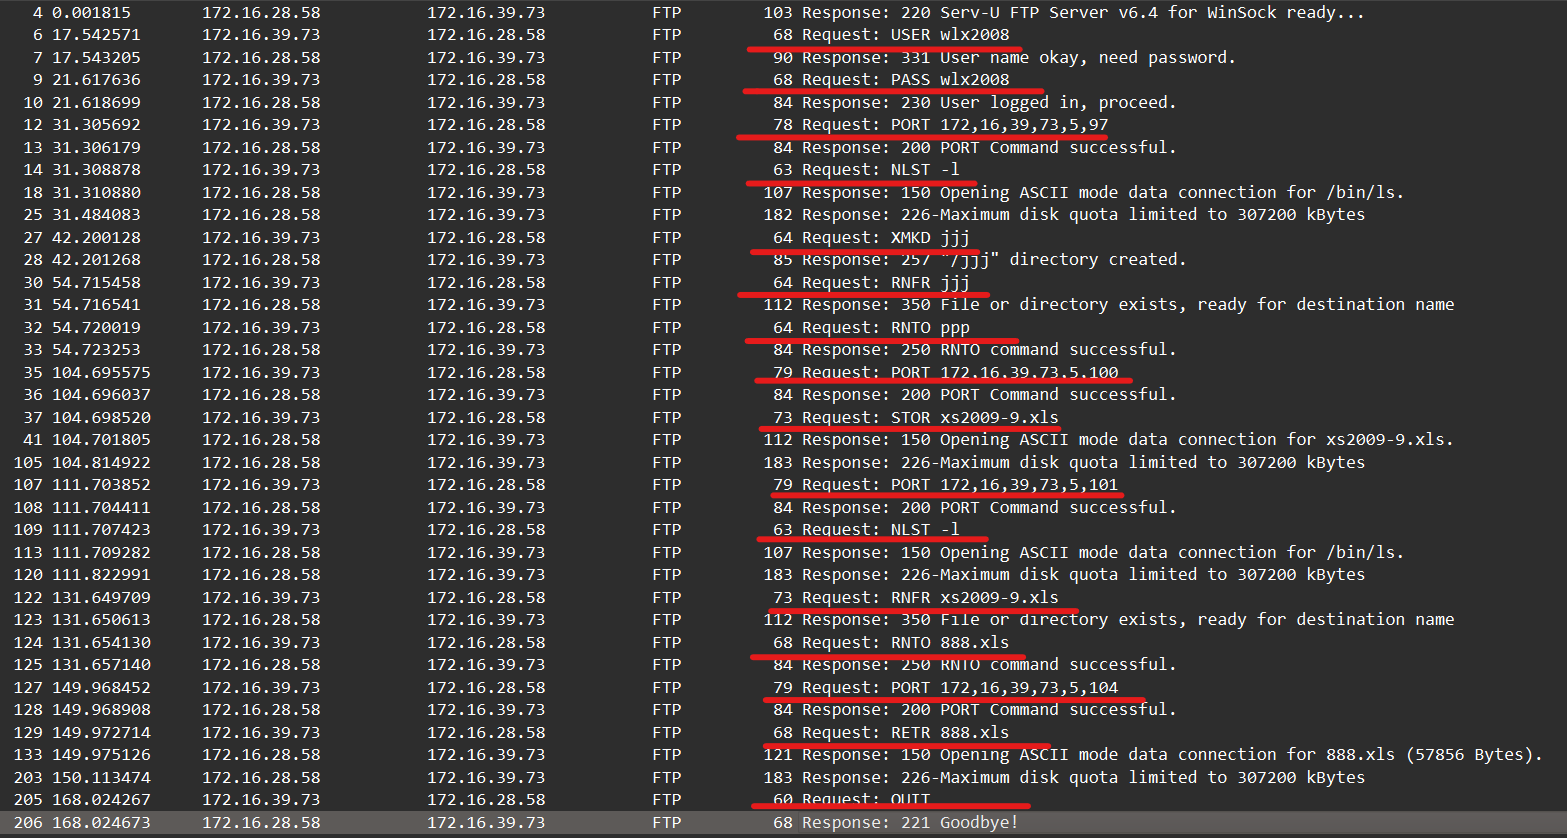 4 0.001815 172.16.28.58 172.16.39.73 FTP 103 Response: 220 Serv-U FTP Server v6.4 for WinSock ready...
6 17.542571 172.16.39.73 172.16.28.58 FTP 68 Request: USER wlx2008
7 17.543205 172.16.28.58 172.16.39.73 FTP 90 Response: 331 User name okay, need password.
9 21.617636 172.16.39.73 172.16.28.58 FTP 68 Request: PASS wlx2008
10 21.618699 172.16.28.58 172.16.39.73 FTP 84 Response: 230 User logged in, proceed.
12 31.305692 172.16.39.73 172.16.28.58 FTP 78 Request: PORT 172,16,39,73,5,97
13 31.306179 172.16.28.58 172.16.39.73 FTP 84 Response: 200 PORT Command successful.
14 31.308878 172.16.39.73 172.16.28.58 FTP 63 Request: NLST -l
18 31.310880 172.16.28.58 172.16.39.73 FTP 107 Response: 150 Opening ASCII mode data connection for /bin/ls.
25 31.484083 172.16.28.58 172.16.39.73 FTP 182 Response: 226-Maximum disk quota limited to 307200 kBytes
27 42.200128 172.16.39.73 172.16.28.58 FTP 64 Request: XMKD jjj
28 42.201268 172.16.28.58 172.16.39.73 FTP 85 Response: 257 "/jjj" directory created.
30 54.715458 172.16.39.73 172.16.28.58 FTP 64 Request: RNFR jjj
31 54.716541 172.16.28.58 172.16.39.73 FTP 112 Response: 350 File or directory exists, ready for destination name
32 54.720019 172.16.39.73 172.16.28.58 FTP 64 Request: RNTO ppp
33 54.723253 172.16.28.58 172.16.39.73 FTP 84 Response: 250 RNTO command successful.
35 104.695575 172.16.39.73 172.16.28.58 FTP 79 Request: PORT 172,16,39,73,5,100
36 104.696037 172.16.28.58 172.16.39.73 FTP 84 Response: 200 PORT Command successful.
37 104.698520 172.16.39.73 172.16.28.58 FTP 73 Request: STOR xs2009-9.xls
41 104.701805 172.16.28.58 172.16.39.73 FTP 112 Response: 150 Opening ASCII mode data connection for xs2009-9.xls.
105 104.814922 172.16.28.58 172.16.39.73 FTP 183 Response: 226-Maximum disk quota limited to 307200 kBytes
107 111.703852 172.16.39.73 172.16.28.58 FTP 79 Request: PORT 172,16,39,73,5,101
108 111.704411 172.16.28.58 172.16.39.73 FTP 84 Response: 200 PORT Command successful.
109 111.707423 172.16.39.73 172.16.28.58 FTP 63 Request: NLST -l
113 111.709282 172.16.28.58 172.16.39.73 FTP 107 Response: 150 Opening ASCII mode data connection for /bin/ls.
120 111.822991 172.16.28.58 172.16.39.73 FTP 183 Response: 226-Maximum disk quota limited to 307200 kBytes
122 131.649709 172.16.39.73 172.16.28.58 FTP 73 Request: RNFR xs2009-9.xls
123 131.650613 172.16.28.58 172.16.39.73 FTP 112 Response: 350 File or directory exists, ready for destination name
124 131.654130 172.16.39.73 172.16.28.58 FTP 68 Request: RNTO 888.xls
125 131.657140 172.16.28.58 172.16.39.73 FTP 84 Response: 250 RNTO command successful.
127 149.968452 172.16.39.73 172.16.28.58 FTP 79 Request: PORT 172,16,39,73,5,104
128 149.968908 172.16.28.58 172.16.39.73 FTP 84 Response: 200 PORT Command successful.
129 149.972714 172.16.39.73 172.16.28.58 FTP 68 Request: RETR 888.xls
133 149.975126 172.16.28.58 172.16.39.73 FTP 121 Response: 150 Opening ASCII mode data connection for 888.xls (57856 Bytes).
203 150.113474 172.16.28.58 172.16.39.73 FTP 183 Response: 226-Maximum disk quota limited to 307200 kBytes
205 168.024267 172.16.39.73 172.16.28.58 FTP 60 Request: QUIT
206 168.024673 172.16.28.58 172.16.39.73 FTP 68 Response: 221 Goodbye!